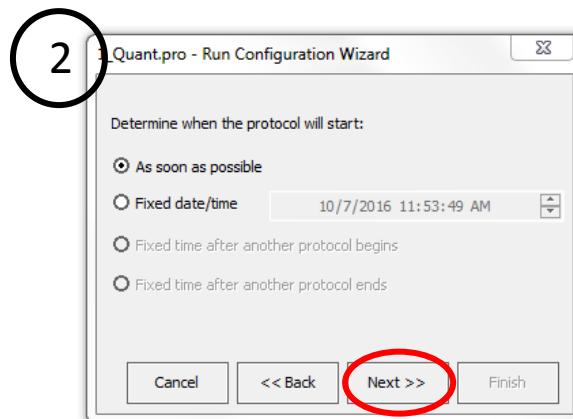 2
1_Quant.pro - Run Configuration Wizard
Determine when the protocol will start:
As soon as possible
Fixed date/time 10/7/2016 11:53:49 AM
Fixed time after another protocol begins
Fixed time after another protocol ends
Cancel << Back Next >> Finish